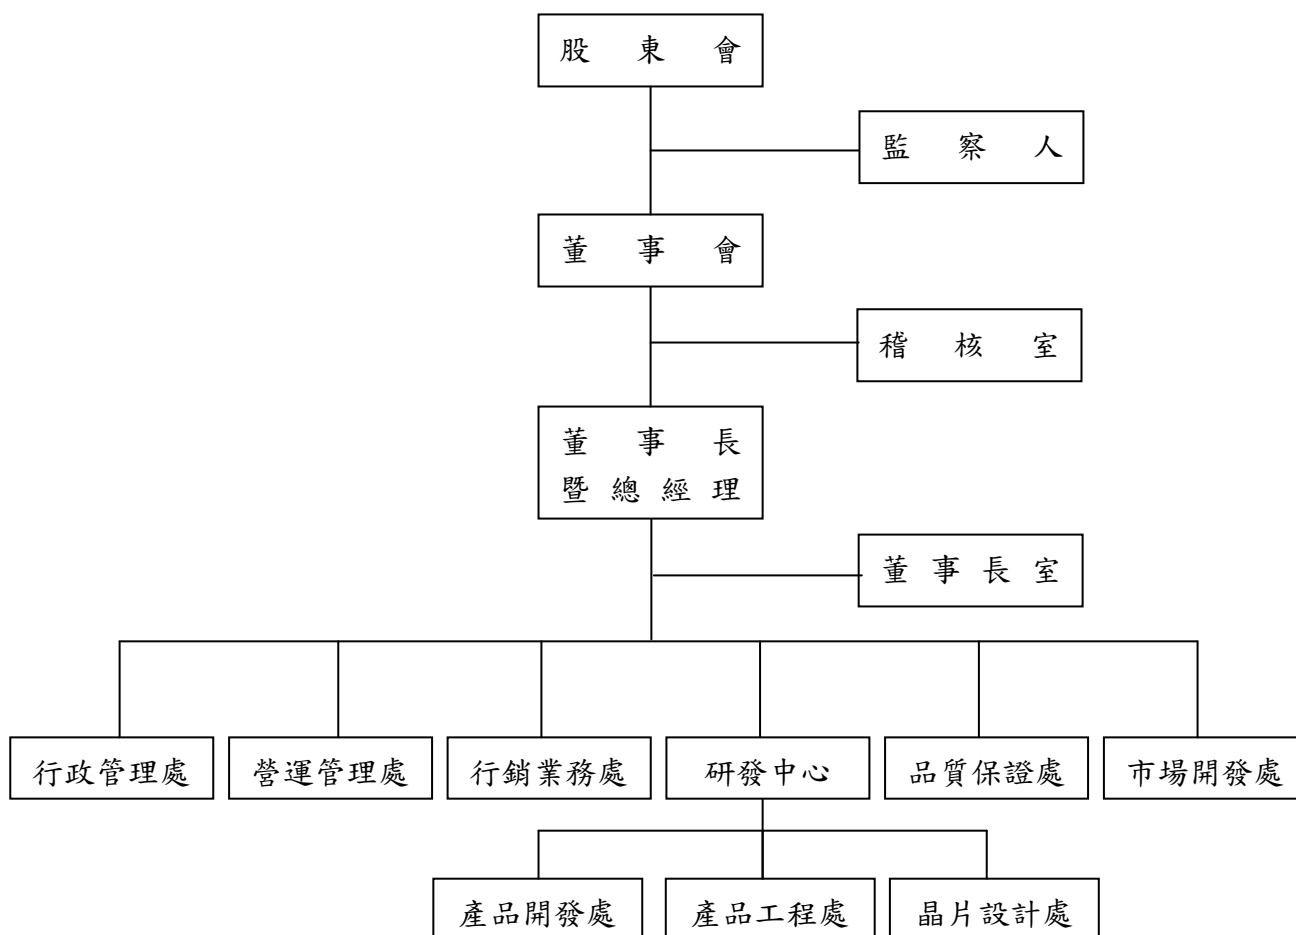 股東會
監察人
董事會
稽核室
董事長
暨總經理
董事長室
行政管理處
營運管理處
行銷業務處
研發中心
品質保證處
市場開發處
產品開發處
產品工程處
晶片設計處